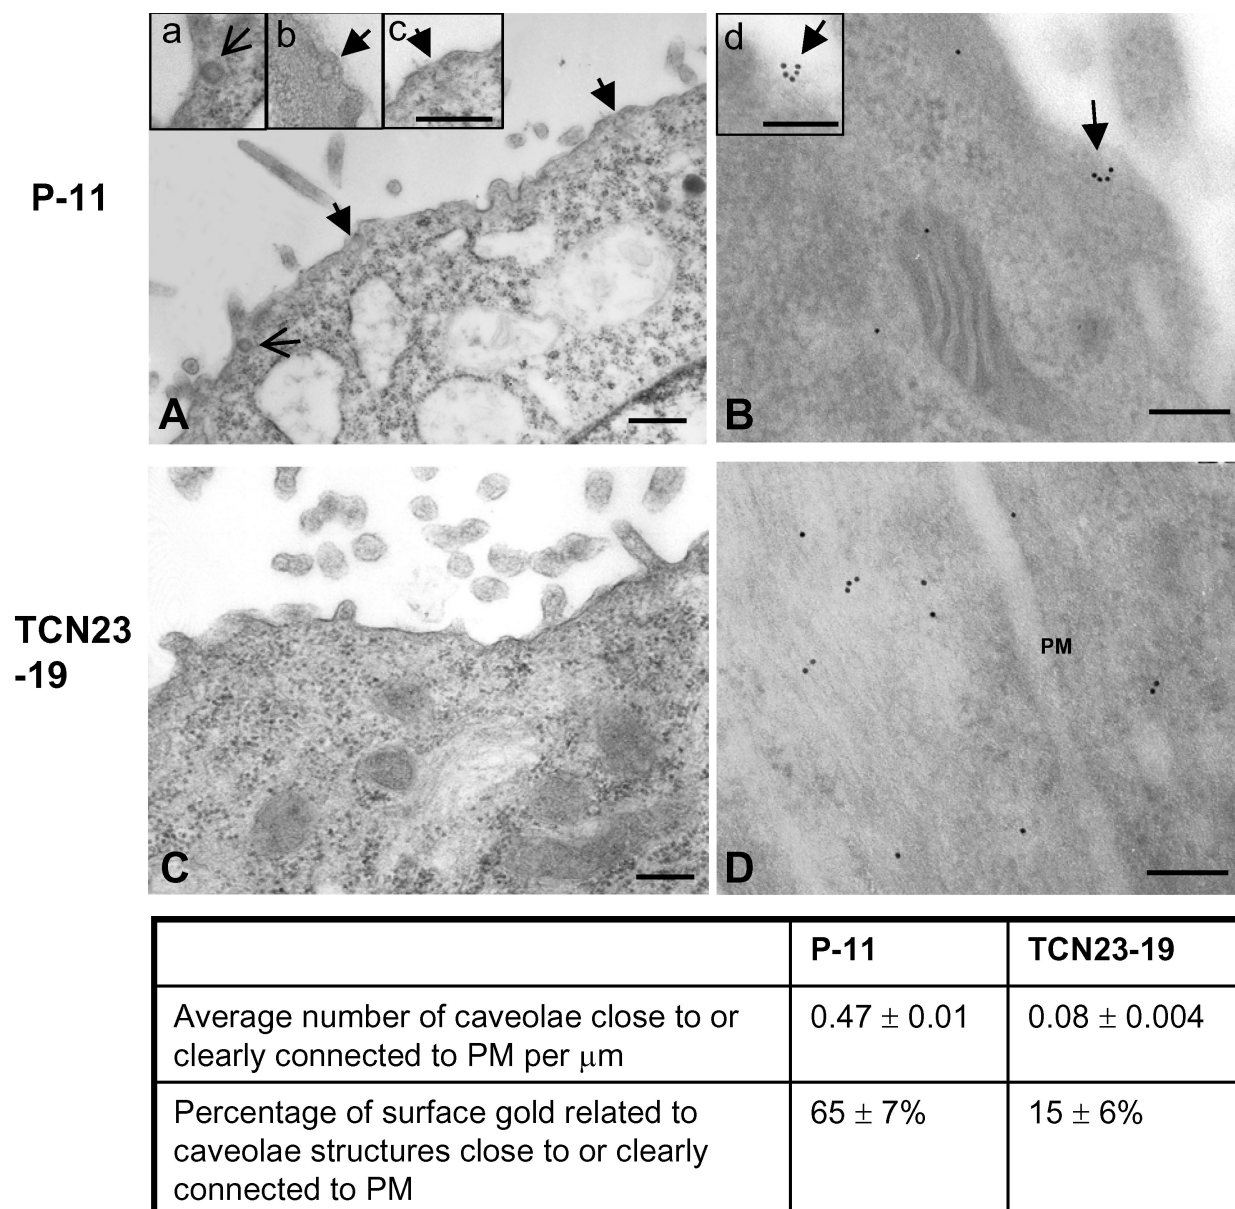 a
b
c
d
P-11
A
B
TCN23
-19
PM
C
D
P-11
TCN23-19
Average number of caveolae close to or
clearly connected to PM per μm
0.47 ± 0.01
0.08 ± 0.004
Percentage of surface gold related to
caveolae structures close to or clearly
connected to PM
65 ± 7%
15 ± 6%